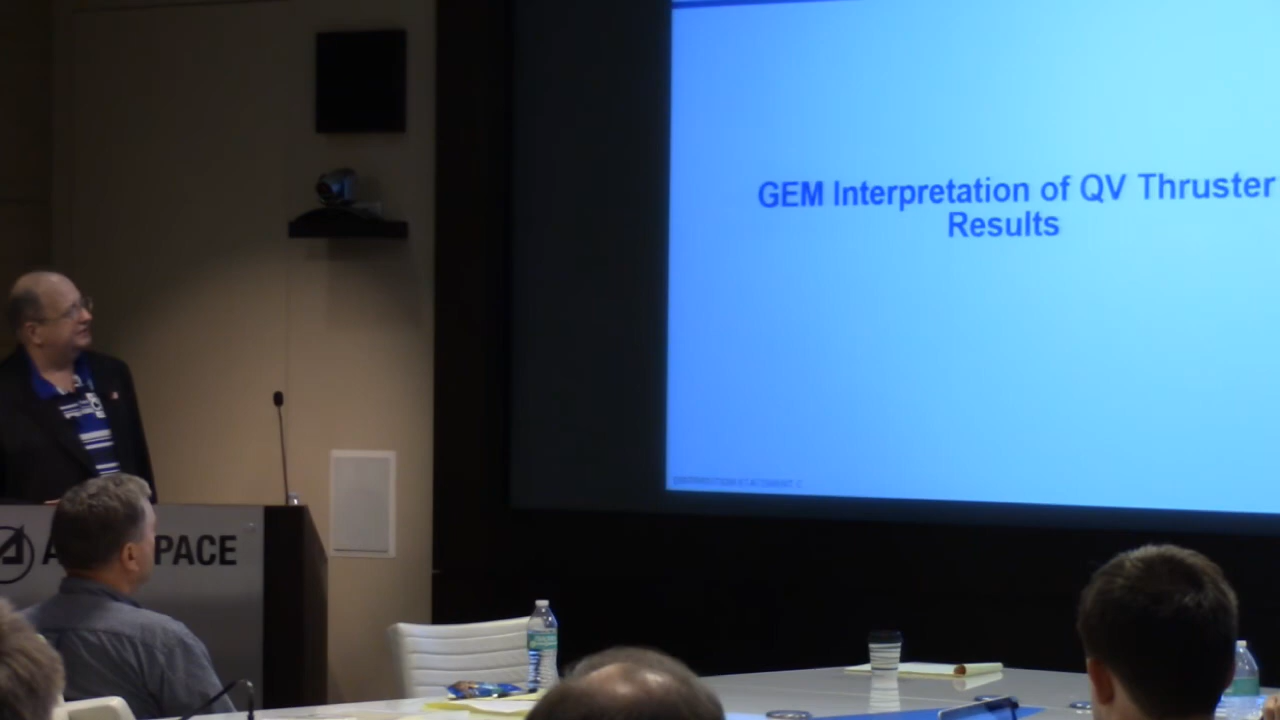 GEM Interpretation of QV Thruster
Results
PACE